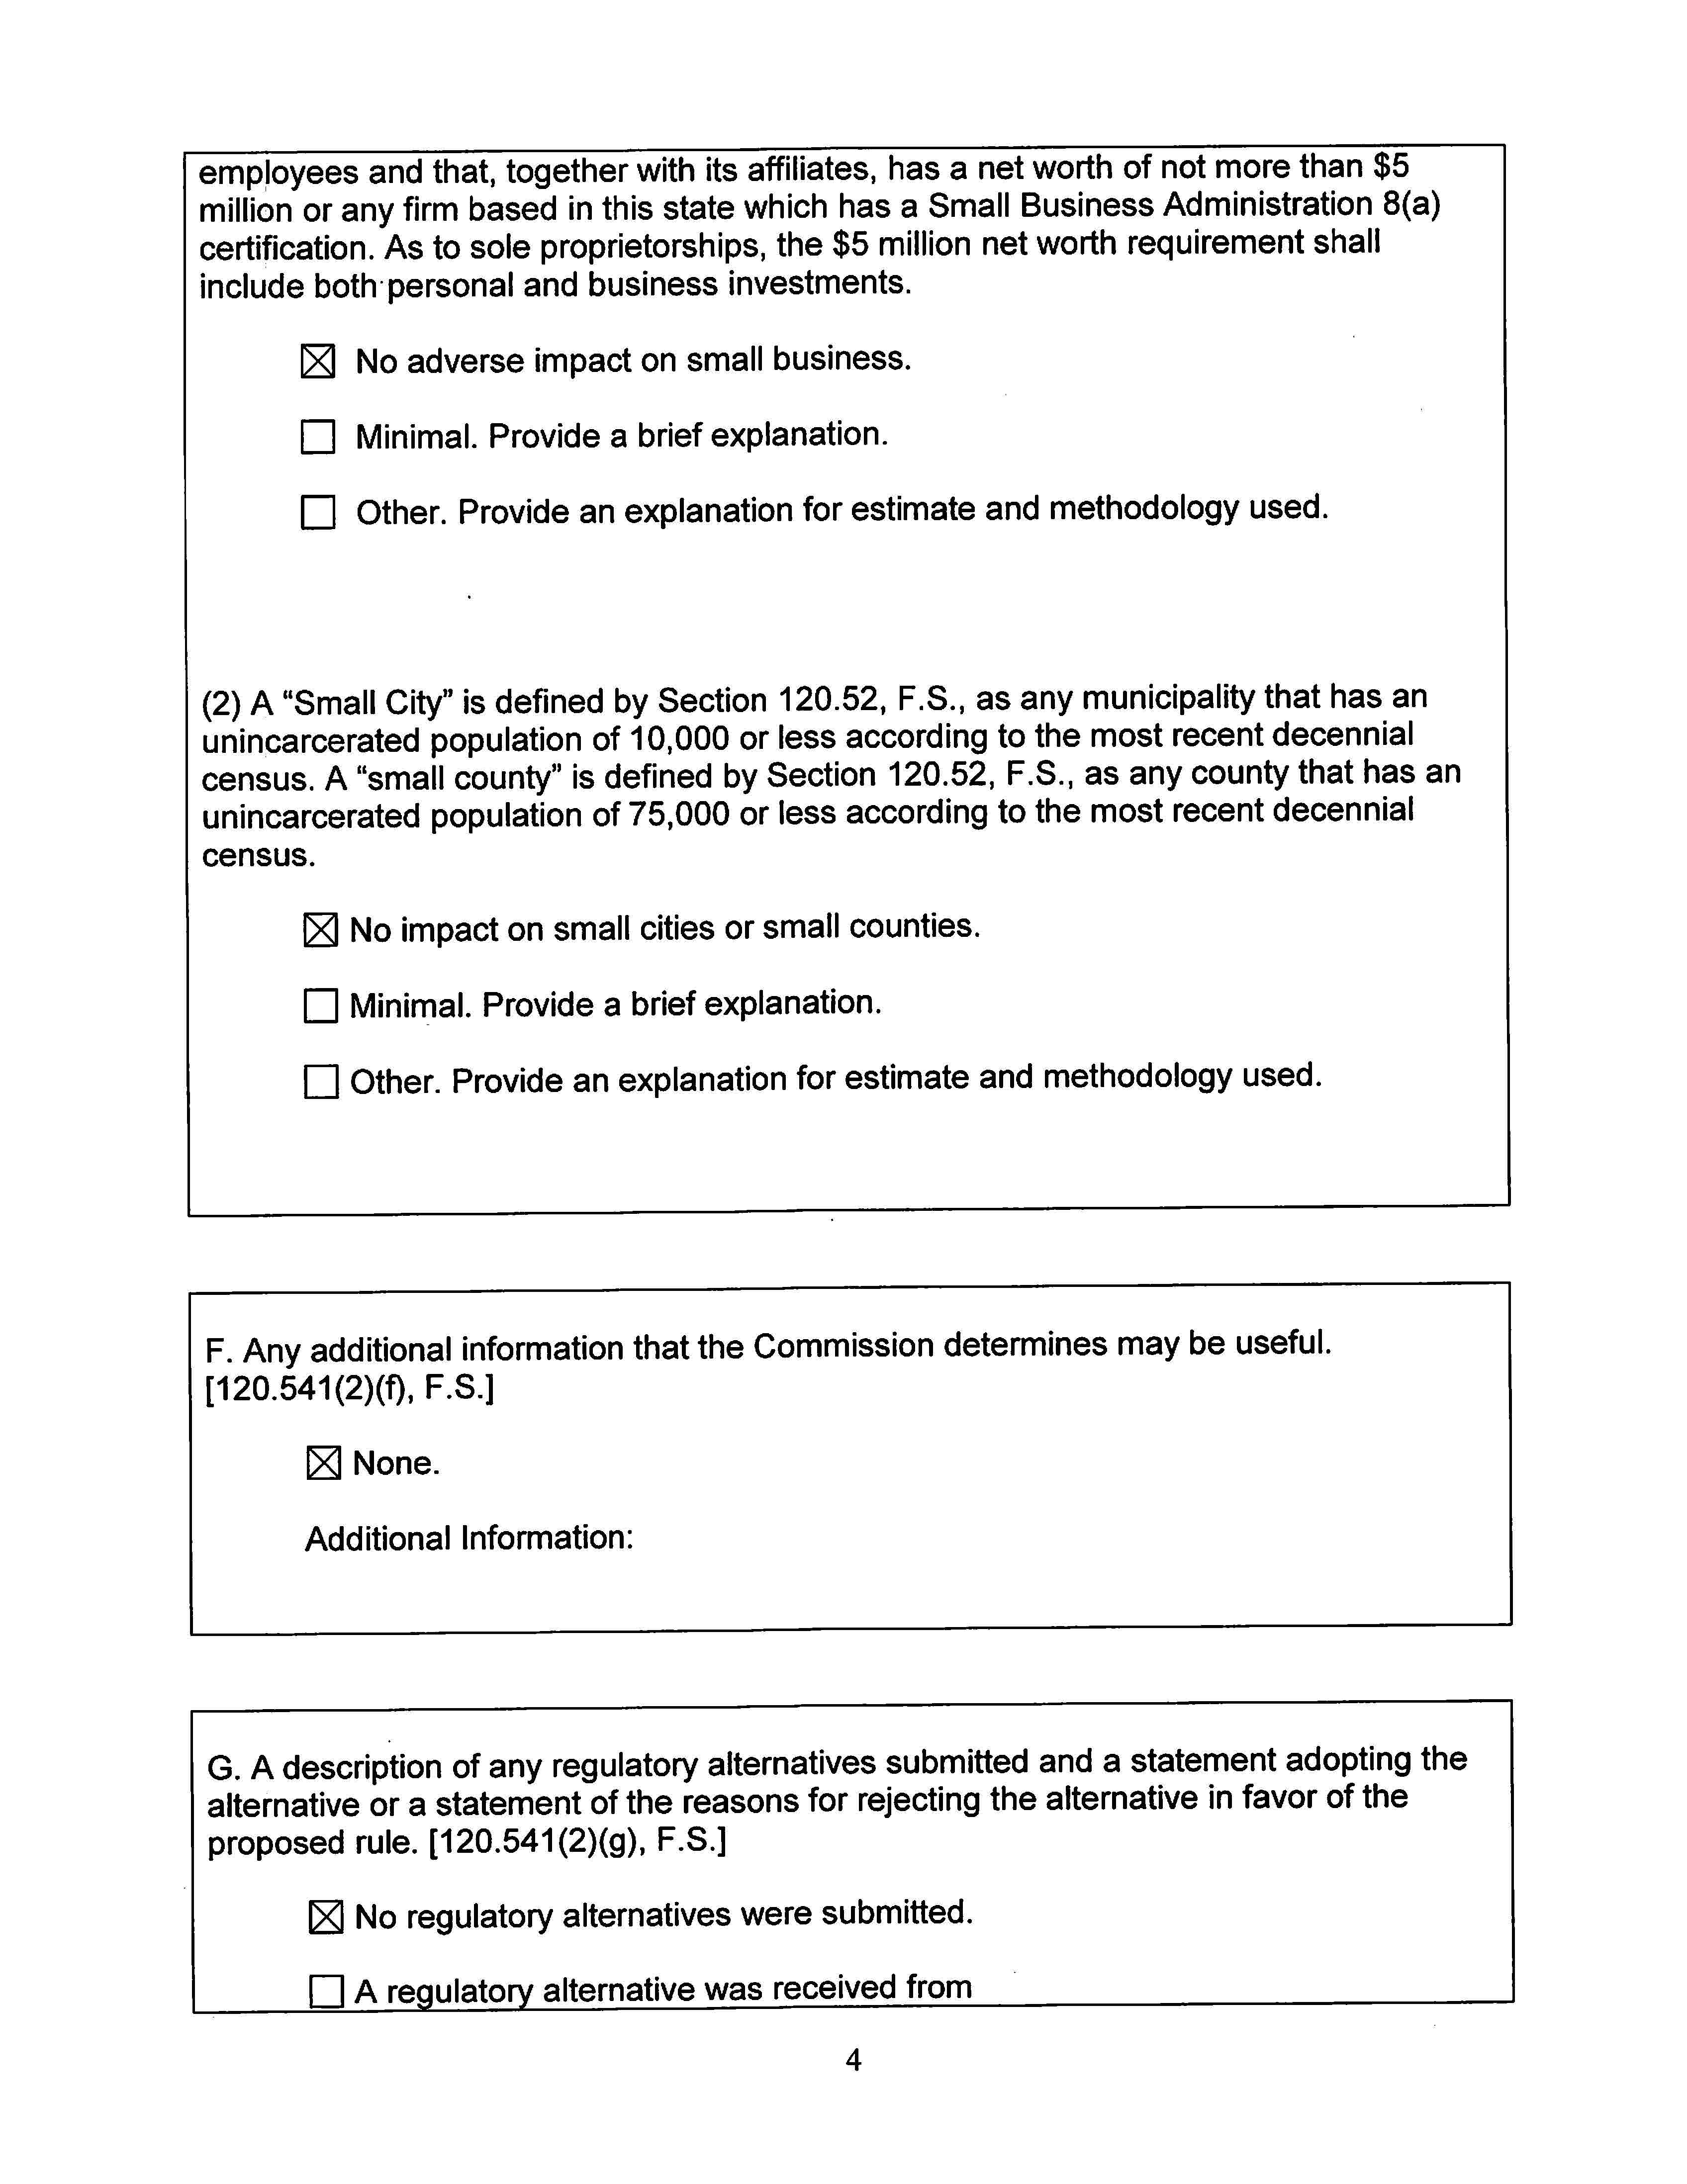 employees and that, together with its affiliates, has a net worth of not more than $5
million or any firm based in this state which has a Small Business Administration 8(a)
certification. As to sole proprietorships, the $5 million net worth requirement shall
include both personal and business investments.
☒ No adverse impact on small business.
☐ Minimal. Provide a brief explanation.
☐ Other. Provide an explanation for estimate and methodology used.
(2) A “Small City” is defined by Section 120.52, F.S., as any municipality that has an
unincarcerated population of 10,000 or less according to the most recent decennial
census. A “small county” is defined by Section 120.52, F.S., as any county that has an
unincarcerated population of 75,000 or less according to the most recent decennial
census.
☒ No impact on small cities or small counties.
☐ Minimal. Provide a brief explanation.
☐ Other. Provide an explanation for estimate and methodology used.
F. Any additional information that the Commission determines may be useful.
[120.541(2)(f), F.S.]
☒ None.
Additional Information:
G. A description of any regulatory alternatives submitted and a statement adopting the
alternative or a statement of the reasons for rejecting the alternative in favor of the
proposed rule. [120.541(2)(g), F.S.]
☒ No regulatory alternatives were submitted.
☐ A regulatory alternative was received from
4